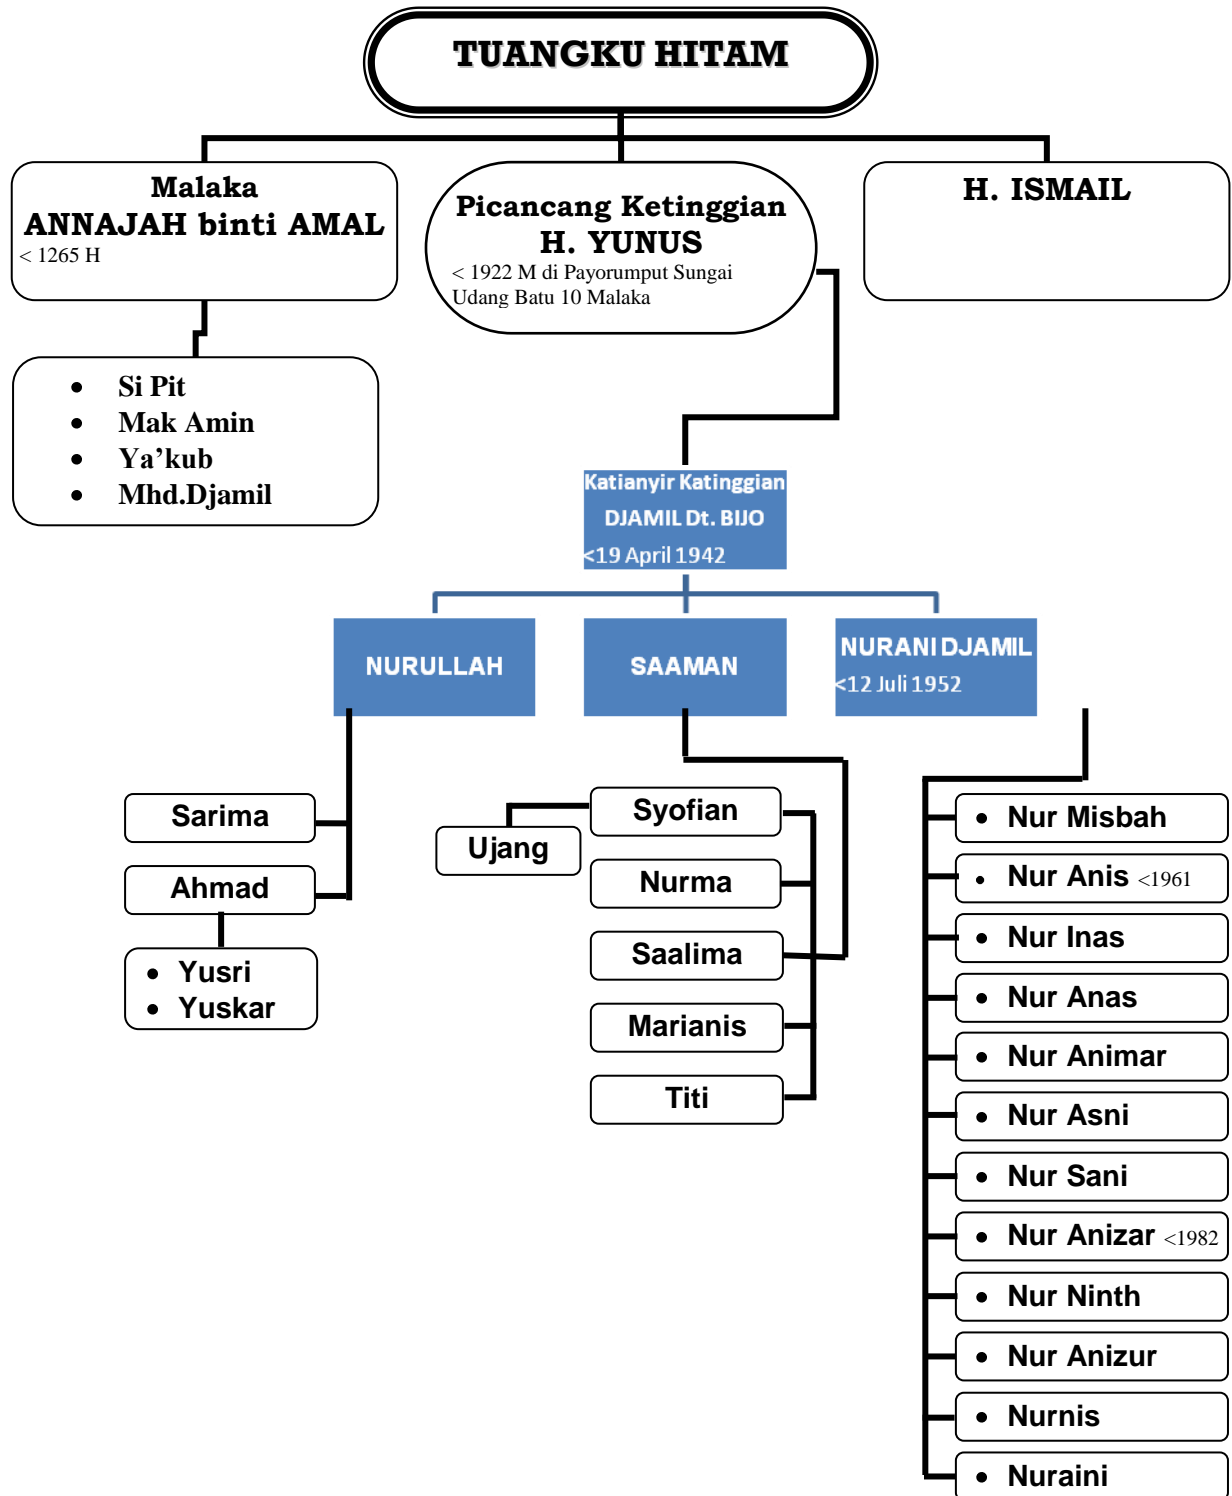 TUANGKU HITAM
Malaka
ANNAJAH binti AMAL
< 1265 H
Picancang Ketinggian
H. YUNUS
< 1922 M di Payorumput Sungai
Udang Batu 10 Malaka
H. ISMAIL
• Si Pit
• Mak Amin
• Ya’kub
• Mhd.Djamil
Katianyir Katinggian
DJAMIL Dt. BIJO
<19 April 1942
NURULLAH
SAAMAN
NURANI DJAMIL
<12 Juli 1952
Sarima
Ahmad
• Yusri
• Yuskar
Syofian
Ujang
Nurma
Saalima
Marianis
Titi
• Nur Misbah
• Nur Anis <1961
• Nur Inas
• Nur Anas
• Nur Animar
• Nur Asni
• Nur Sani
• Nur Anizar <1982
• Nur Ninth
• Nur Anizur
• Nurnis
• Nuraini